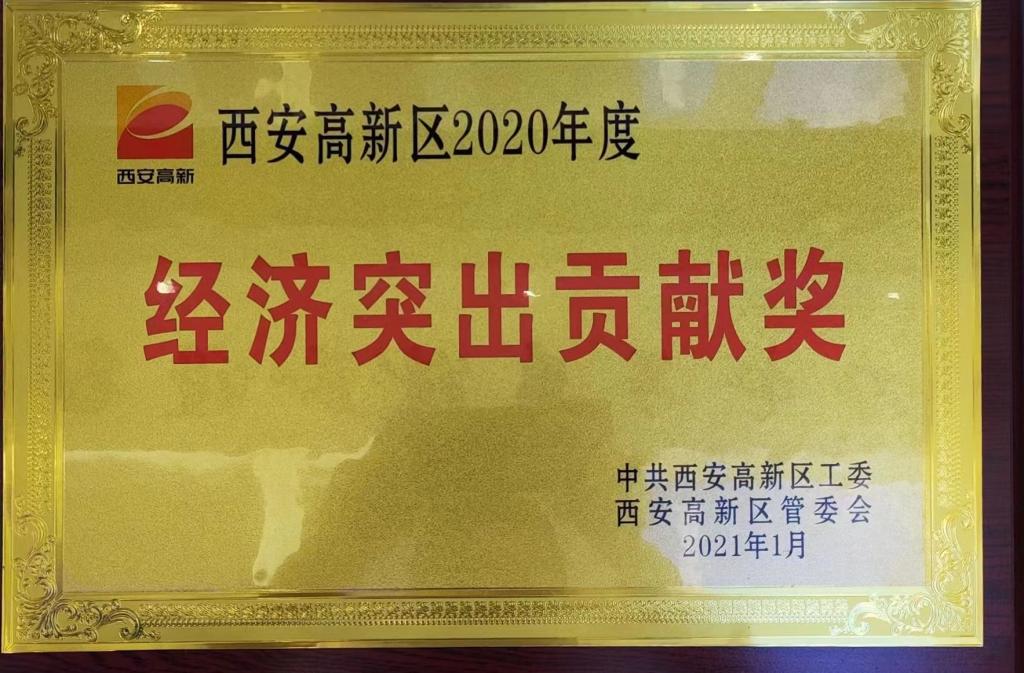 西安高新区2020年度
西安高新
经济突出贡献奖
中共西安高新区工委
西安高新区管委会
2021年1月